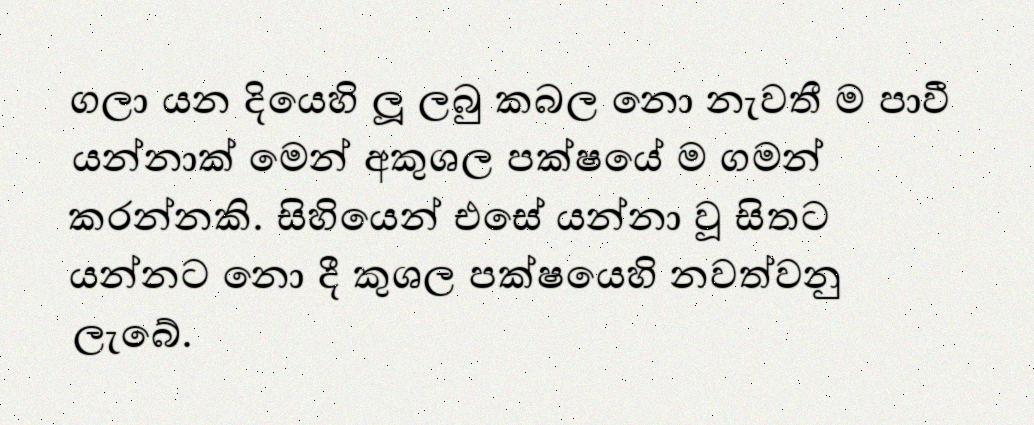 ගලා යන දියෙහි ලූ ලබු කබල නො නැවතී ම පාවී
යන්නාක් මෙන් අකුශල පක්ෂයේ ම ගමන්
කරන්නකි. සිහියෙන් එසේ යන්නා වූ සිතට
යන්නට නො දී කුශල පක්ෂයෙහි නවත්වනු
ලැබේ.